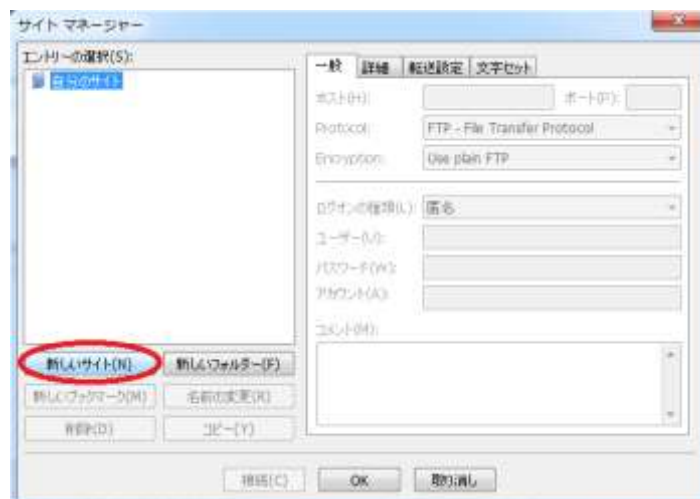 サイト マネージャー
エントリーの選択(S):
自分のサイト
新しいサイト(N)
新しいフォルダー(F)
新しいブックマーク(M)
名前の変更(R)
削除(D)
コピー(Y)
一般 詳細 転送設定 文字セット
ホスト(H):
ポート(P):
Protocol:
FTP - File Transfer Protocol
Encryption:
Use plain FTP
ログオンの種類(L):
匿名
ユーザー(U):
パスワード(W):
アカウント(A):
コメント(M):
接続(C)
OK
取り消し